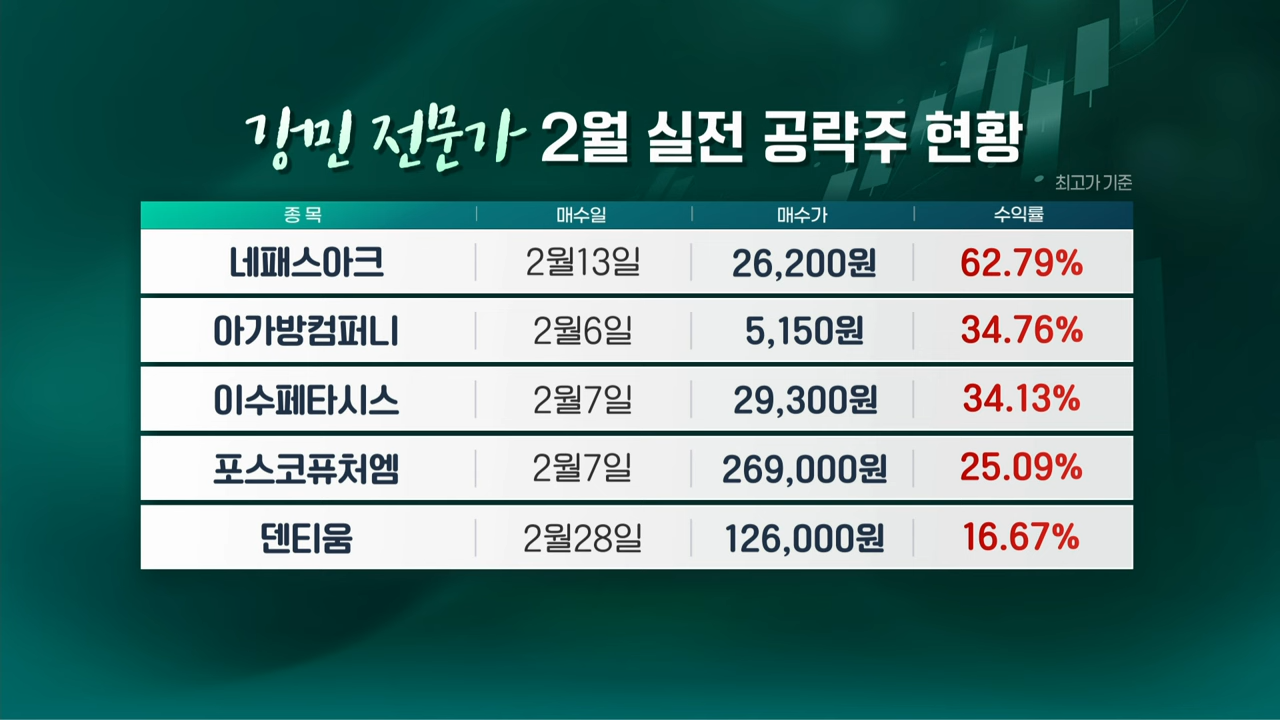 강민 전문가 2월 실전 공략주 현황
최고가 기준
종목 매수일 매수가 수익률
네패스아크 2월13일 26,200원 62.79%
아가방컴퍼니 2월6일 5,150원 34.76%
이수페타시스 2월7일 29,300원 34.13%
포스코퓨처엠 2월7일 269,000원 25.09%
덴티움 2월28일 126,000원 16.67%